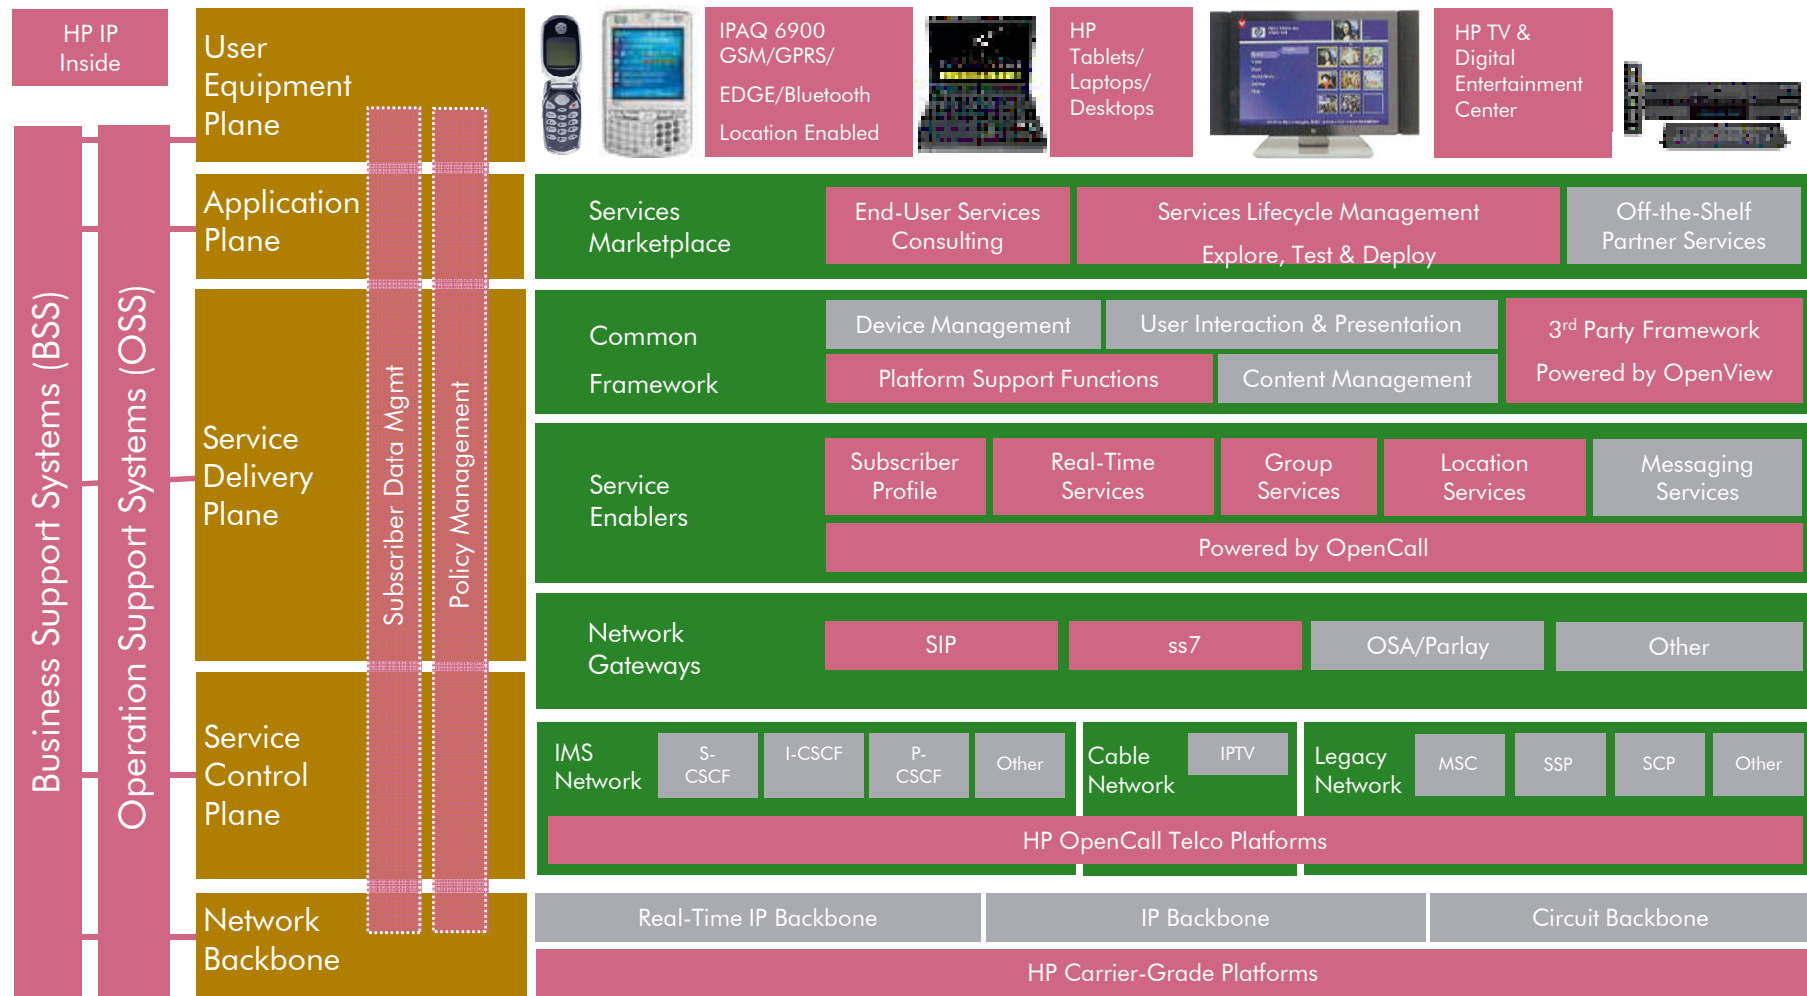 HP IP
Inside
Business Support Systems (BSS)
Operation Support Systems (OSS)
Subscriber Data Mgmt
Policy Management
User
Equipment
Plane
IPAQ 6900
GSM/GPRS/
EDGE/Bluetooth
Location Enabled
HP
Tablets/
Laptops/
Desktops
HP TV &
Digital
Entertainment
Center
Application
Plane
Services
Marketplace
End-User Services
Consulting
Services Lifecycle Management
Explore, Test & Deploy
Off-the-Shelf
Partner Services
Service
Delivery
Plane
Common
Framework
Device Management
User Interaction & Presentation
Platform Support Functions
Content Management
3rd Party Framework
Powered by OpenView
Service
Enablers
Subscriber
Profile
Real-Time
Services
Group
Services
Location
Services
Messaging
Services
Powered by OpenCall
Network
Gateways
SIP
ss7
OSA/Parlay
Other
Service
Control
Plane
IMS
Network
S-
CSCF
I-CSCF
P-
CSCF
Other
Cable
Network
IPTV
Legacy
Network
MSC
SSP
SCP
Other
HP OpenCall Telco Platforms
Network
Backbone
Real-Time IP Backbone
IP Backbone
Circuit Backbone
HP Carrier-Grade Platforms